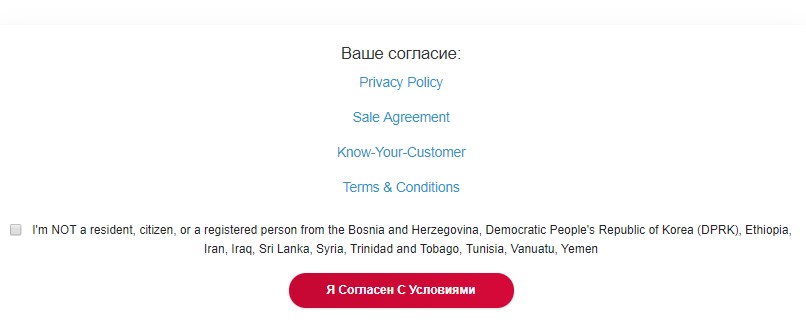 Ваше согласие:
Privacy Policy
Sale Agreement
Know-Your-Customer
Terms & Conditions
I'm NOT a resident, citizen, or a registered person from the Bosnia and Herzegovina, Democratic People's Republic of Korea (DPRK), Ethiopia,
Iran, Iraq, Sri Lanka, Syria, Trinidad and Tobago, Tunisia, Vanuatu, Yemen
Я Согласен С Условиями